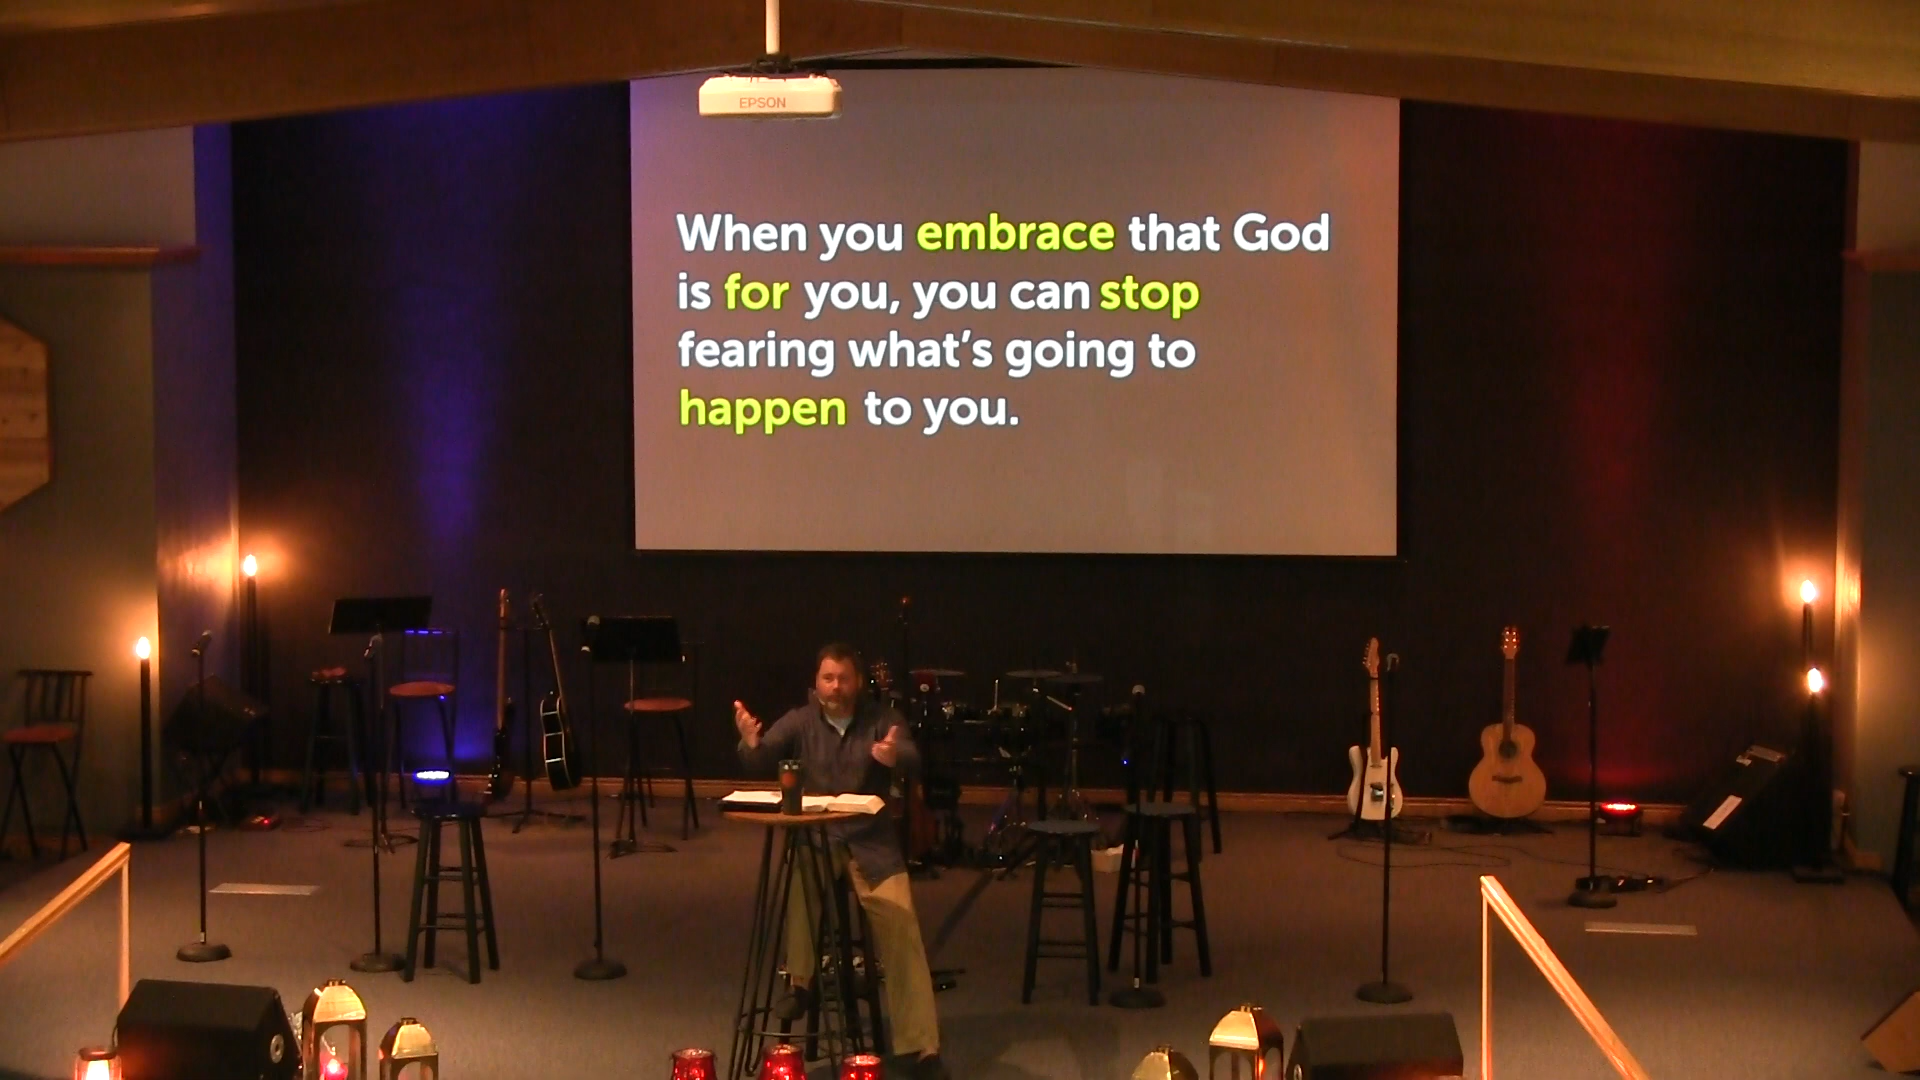 EPSON
When you embrace that God
is for you, you can stop
fearing what's going to
happen to you.